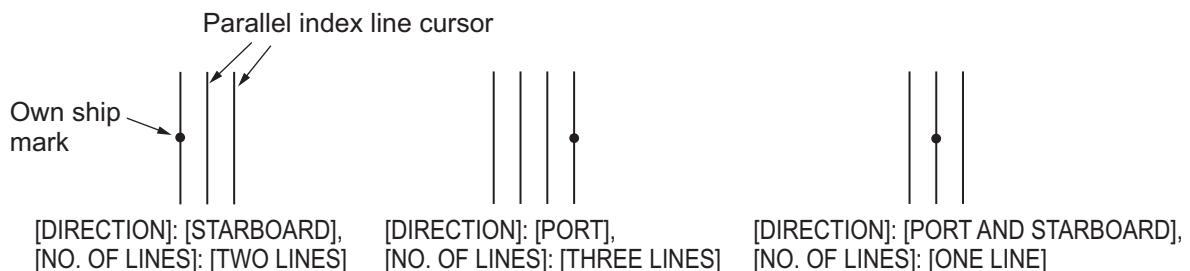 Parallel index line cursor
Own ship
mark
[DIRECTION]: [STARBOARD],
[NO. OF LINES]: [TWO LINES]
[DIRECTION]: [PORT],
[NO. OF LINES]: [THREE LINES]
[DIRECTION]: [PORT AND STARBOARD],
[NO. OF LINES]: [ONE LINE]